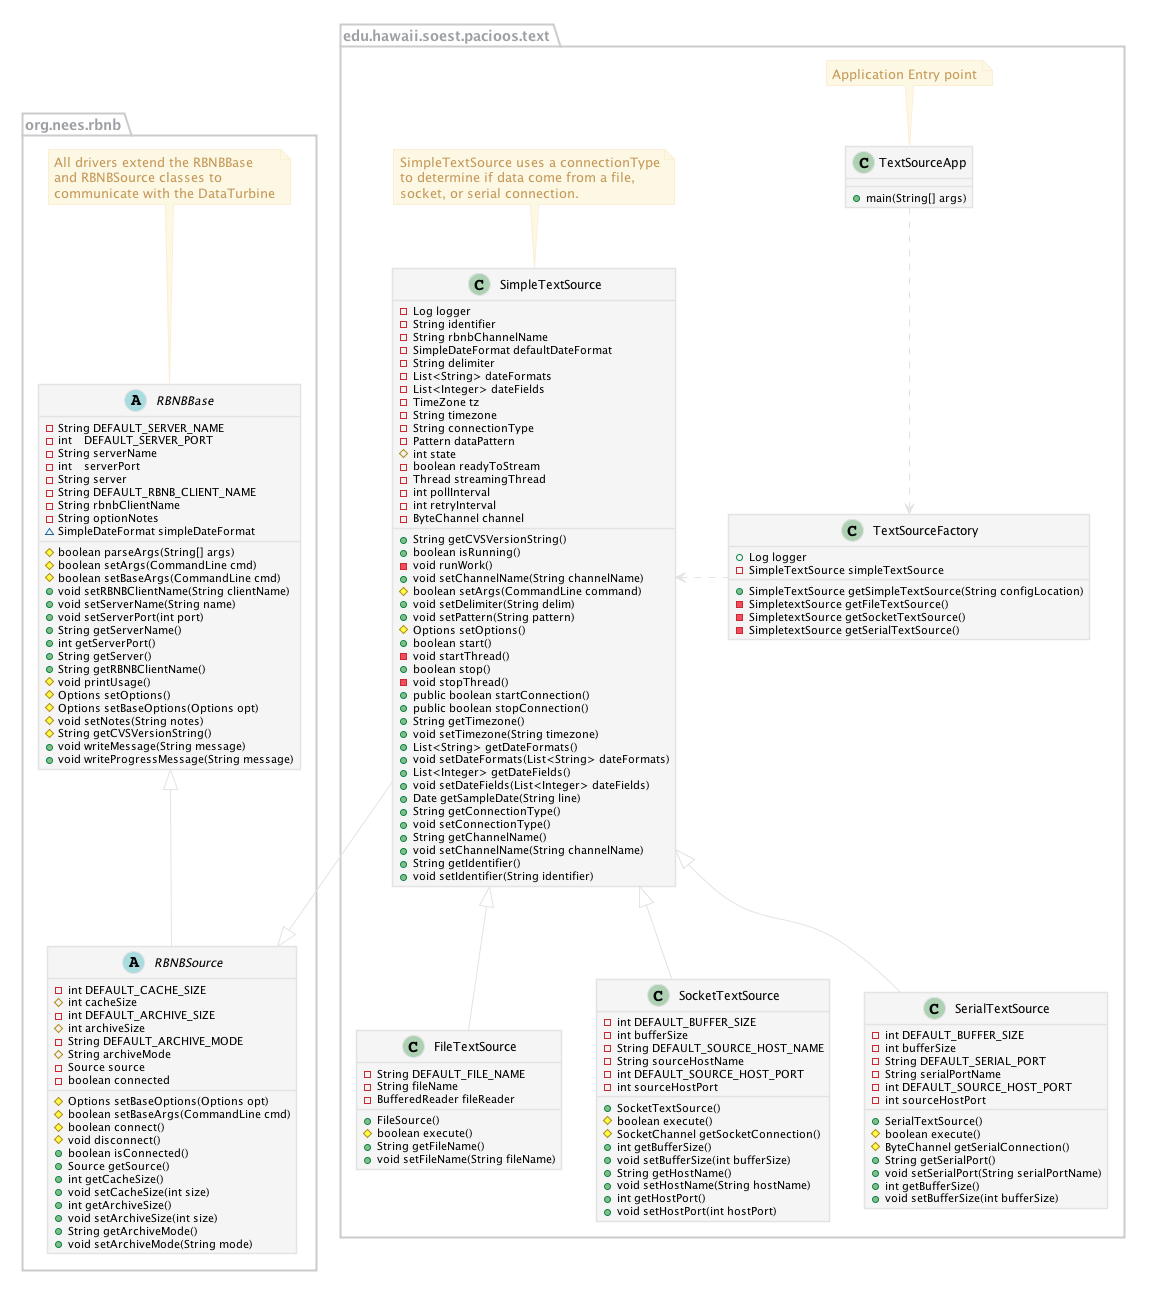 org.nees.rbnb
All drivers extend the RBNBBase
and RBNBSource classes to
communicate with the DataTurbine
A RBNBBase
String DEFAULT_SERVER_NAME
int DEFAULT_SERVER_PORT
String serverName
int serverPort
String server
String DEFAULT_RBNB_CLIENT_NAME
String rbnbClientName
String optionNotes
SimpleDateFormat simpleDateFormat
boolean parseArgs(String[] args)
boolean setArgs(CommandLine cmd)
boolean setBaseArgs(CommandLine cmd)
void setRBNBClientName(String clientName)
void setServerName(String name)
void setServerPort(int port)
String getServerName()
int getServerPort()
String getServer()
String getRBNBClientName()
void printUsage()
Options setOptions()
Options setBaseOptions(Options opt)
void setNotes(String notes)
String getCVSVersionString()
void writeMessage(String message)
void writeProgressMessage(String message)
A RBNBSource
int DEFAULT_CACHE_SIZE
int cacheSize
int DEFAULT_ARCHIVE_SIZE
int archiveSize
String DEFAULT_ARCHIVE_MODE
String archiveMode
Source source
boolean connected
Options setBaseOptions(Options opt)
boolean setBaseArgs(CommandLine cmd)
boolean connect()
void disconnect()
boolean isConnected()
Source getSource()
int getCacheSize()
void setCacheSize(int size)
int getArchiveSize()
void setArchiveSize(int size)
String getArchiveMode()
void setArchiveMode(String mode)
edu.hawaii.soest.pacioos.text
Application Entry point
C TextSourceApp
main(String[] args)
SimpleTextSource uses a connectionType
to determine if data come from a file,
socket, or serial connection.
C SimpleTextSource
Log logger
String identifier
String rbnbChannelName
SimpleDateFormat defaultDateFormat
String delimiter
List<String> dateFormats
List<Integer> dateFields
TimeZone tz
String timezone
String connectionType
Pattern dataPattern
int state
boolean readyToStream
Thread streamingThread
int pollInterval
int retryInterval
ByteChannel channel
String getCVSVersionString()
boolean isRunning()
void runWork()
void setChannelName(String channelName)
boolean setArgs(CommandLine command)
void setDelimiter(String delim)
void setPattern(String pattern)
Options setOptions()
boolean start()
void startThread()
boolean stop()
void stopThread()
public boolean startConnection()
public boolean stopConnection()
String getTimezone()
void setTimezone(String timezone)
List<String> getDateFormats()
void setDateFormats(List<String> dateFormats)
List<Integer> getDateFields()
void setDateFields(List<Integer> dateFields)
Date getSampleDate(String line)
String getConnectionType()
void setConnectionType()
String getChannelName()
void setChannelName(String channelName)
String getIdentifier()
void setIdentifier(String identifier)
C TextSourceFactory
Log logger
SimpleTextSource simpleTextSource
SimpleTextSource getSimpleTextSource(String configLocation)
SimpletextSource getFileTextSource()
SimpletextSource getSocketTextSource()
SimpletextSource getSerialTextSource()
C FileTextSource
String DEFAULT_FILE_NAME
String fileName
BufferedReader fileReader
FileSource()
boolean execute()
String getFileName()
void setFileName(String fileName)
C SocketTextSource
int DEFAULT_BUFFER_SIZE
int bufferSize
String DEFAULT_SOURCE_HOST_NAME
String sourceHostName
int DEFAULT_SOURCE_HOST_PORT
int sourceHostPort
SocketTextSource()
boolean execute()
SocketChannel getSocketConnection()
int getBufferSize()
void setBufferSize(int bufferSize)
String geHostName()
void setHostName(String hostName)
int getHostPort()
void setHostPort(int hostPort)
C SerialTextSource
int DEFAULT_BUFFER_SIZE
int bufferSize
String DEFAULT_SERIAL_PORT
String serialPortName
int DEFAULT_SOURCE_HOST_PORT
int sourceHostPort
SerialTextSource()
boolean execute()
ByteChannel getSerialConnection()
String getSerialPort()
void setSerialPort(String serialPortName)
int getBufferSize()
void setBufferSize(int bufferSize)